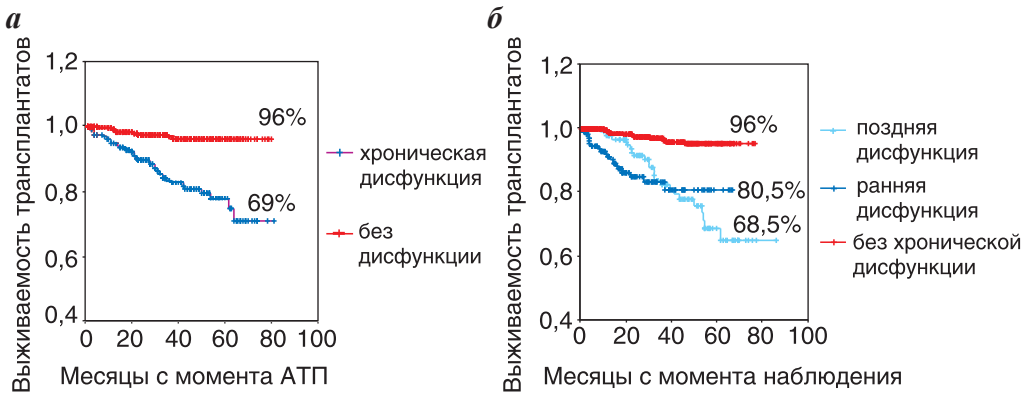 а
Выживаемость трансплантатов
1,2
1,0
0,8
0,6
0,4
0 20 40 60 80 100
Месяцы с момента АТП
96%
69%
хроническая
дисфункция
без
дисфункции
б
Выживаемость трансплантатов
1,2
1,0
0,8
0,6
0,4
0 20 40 60 80 100
Месяцы с момента наблюдения
96%
80,5%
68,5%
поздняя
дисфункция
ранняя
дисфункция
без хронической
дисфункции